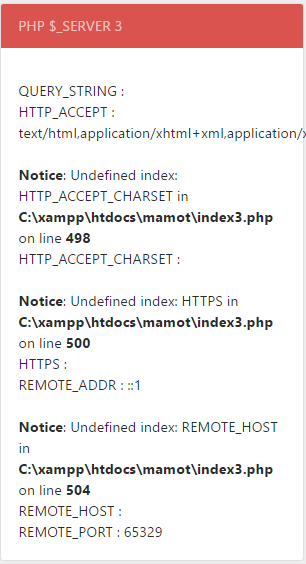 PHP $_SERVER 3
QUERY_STRING :
HTTP_ACCEPT :
text/html,application/xhtml+xml,application/x
Notice: Undefined index:
HTTP_ACCEPT_CHARSET in
C:\xampp\htdocs\mamot\index3.php
on line 498
HTTP_ACCEPT_CHARSET :
Notice: Undefined index: HTTPS in
C:\xampp\htdocs\mamot\index3.php
on line 500
HTTPS :
REMOTE_ADDR : ::1
Notice: Undefined index: REMOTE_HOST
in
C:\xampp\htdocs\mamot\index3.php
on line 504
REMOTE_HOST :
REMOTE_PORT : 65329